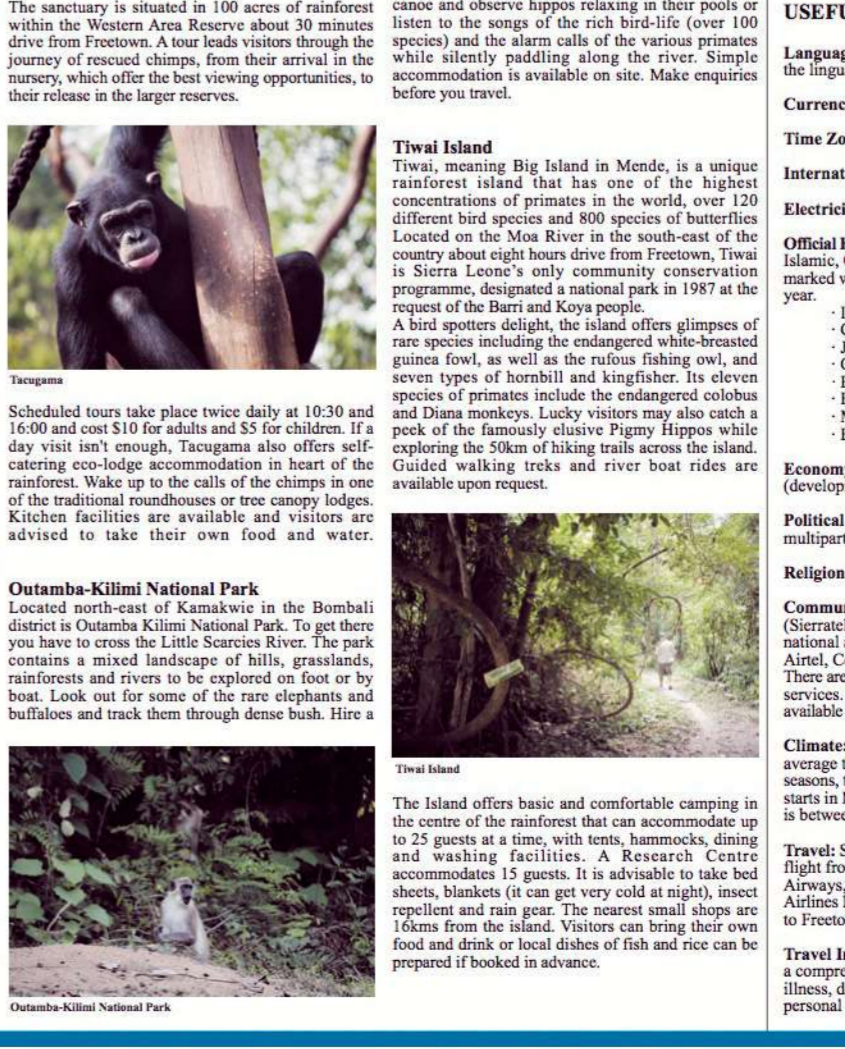 The sanctuary is situated in 100 acres of rainforest
within the Western Area Reserve about 30 minutes
drive from Freetown. A tour leads visitors through the
journey of rescued chimps, from their arrival in the
nursery, which offer the best viewing opportunities, to
their release in the larger reserves.
Tacugama
Scheduled tours take place twice daily at 10:30 and
16:00 and cost $10 for adults and $5 for children. If a
day visit isn't enough, Tacugama also offers self-
catering eco-lodge accommodation in heart of the
rainforest. Wake up to the calls of the chimps in one
of the traditional roundhouses or tree canopy lodges.
Kitchen facilities are available and visitors are
advised to take their own food and water.
Outamba-Kilimi National Park
Located north-east of Kamakwie in the Bombali
district is Outamba Kilimi National Park. To get there
you have to cross the Little Scarcies River. The park
contains a mixed landscape of hills, grasslands,
rainforests and rivers to be explored on foot or by
boat. Look out for some of the rare elephants and
buffaloes and track them through dense bush. Hire a
Outamba-Kilimi National Park
canoe and observe hippos relaxing in their pools or
listen to the songs of the rich bird-life (over 100
species) and the alarm calls of the various primates
while silently paddling along the river. Simple
accommodation is available on site. Make enquiries
before you travel.
Tiwai Island
Tiwai, meaning Big Island in Mende, is a unique
rainforest island that has one of the highest
concentrations of primates in the world, over 120
different bird species and 800 species of butterflies
Located on the Moa River in the south-east of the
country about eight hours drive from Freetown, Tiwai
is Sierra Leone's only community conservation
programme, designated a national park in 1987 at the
request of the Barri and Koya people.
A bird spotters delight, the island offers glimpses of
rare species including the endangered white-breasted
guinea fowl, as well as the rufous fishing owl, and
seven types of hornbill and kingfisher. Its eleven
species of primates include the endangered colobus
and Diana monkeys. Lucky visitors may also catch a
peek of the famously elusive Pigmy Hippos while
exploring the 50km of hiking trails across the island.
Guided walking treks and river boat rides are
available upon request.
Tiwai Island
The Island offers basic and comfortable camping in
the centre of the rainforest that can accommodate up
to 25 guests at a time, with tents, hammocks, dining
and washing facilities. A Research Centre
accommodates 15 guests. It is advisable to take bed
sheets, blankets (it can get very cold at night), insect
repellent and rain gear. The nearest small shops are
16kms from the island. Visitors can bring their own
food and drink or local dishes of fish and rice can be
prepared if booked in advance.
USEFU
Languag
the lingu
Currenc
Time Zo
Internat
Electrici
Official
Islamic,
marked
year.
Econom
(develop
Political
multipart
Religion
Commu
(Sierrate
national
Airtel,
There are
services.
available
Climate:
average
seasons,
starts in
is betwee
Travel:
flight fro
Airways,
Airlines
to Freeto
Travel
a compre
illness,
personal